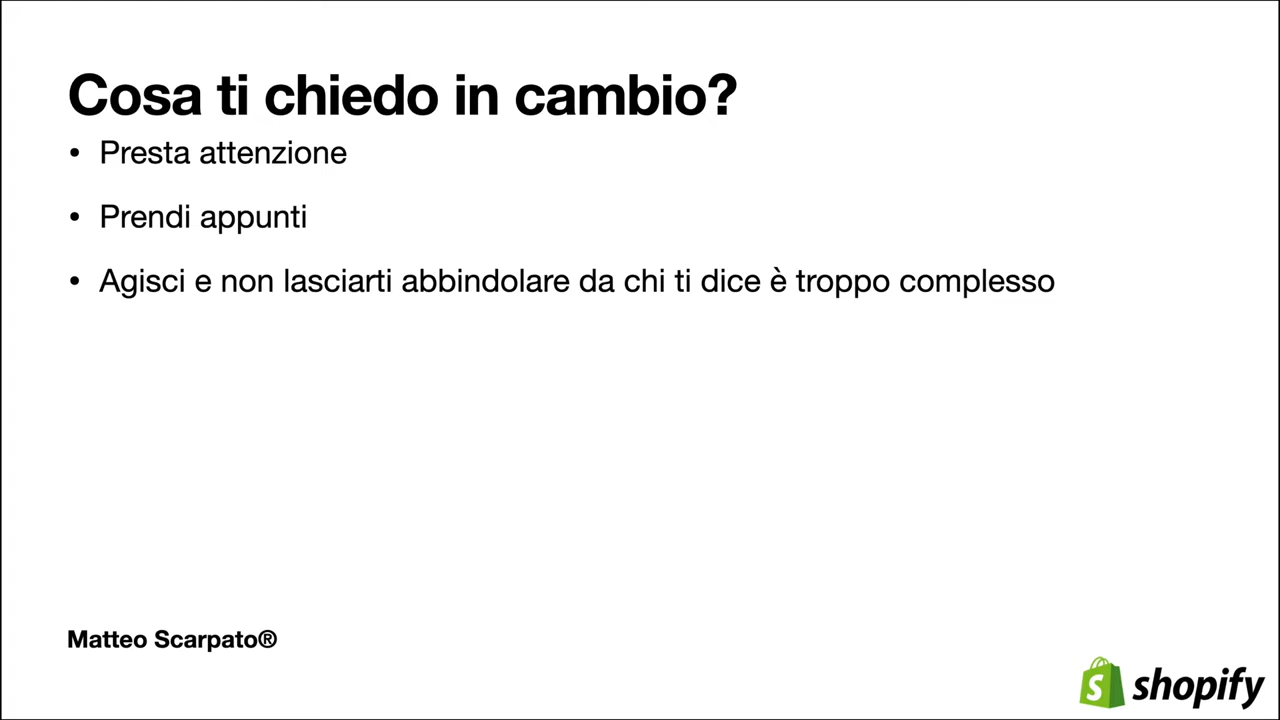 Cosa ti chiedo in cambio?
• Presta attenzione
• Prendi appunti
• Agisci e non lasciarti abbindolare da chi ti dice è troppo complesso
Matteo Scarpato®
shopify